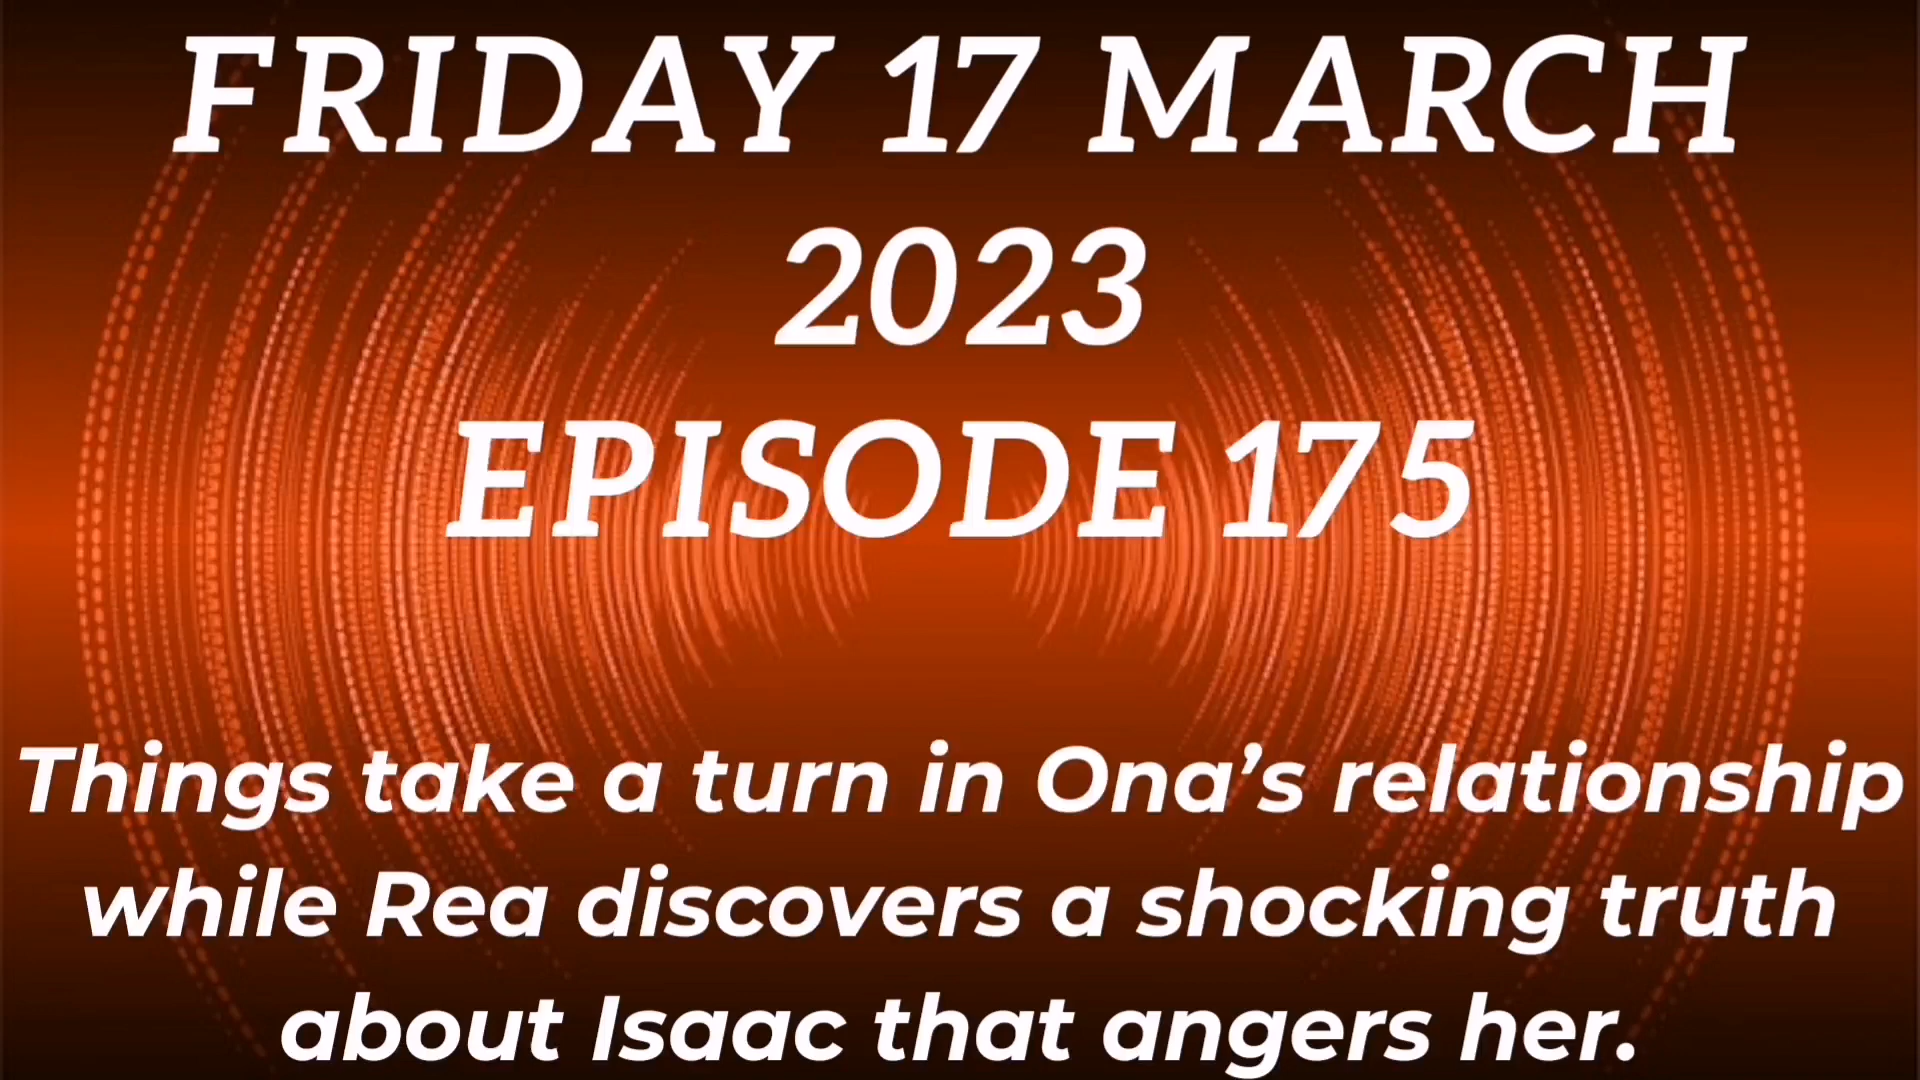 FRIDAY 17 MARCH
2023
EPISODE 175
Things take a turn in Ona’s relationship
while Rea discovers a shocking truth
about Isaac that angers her.